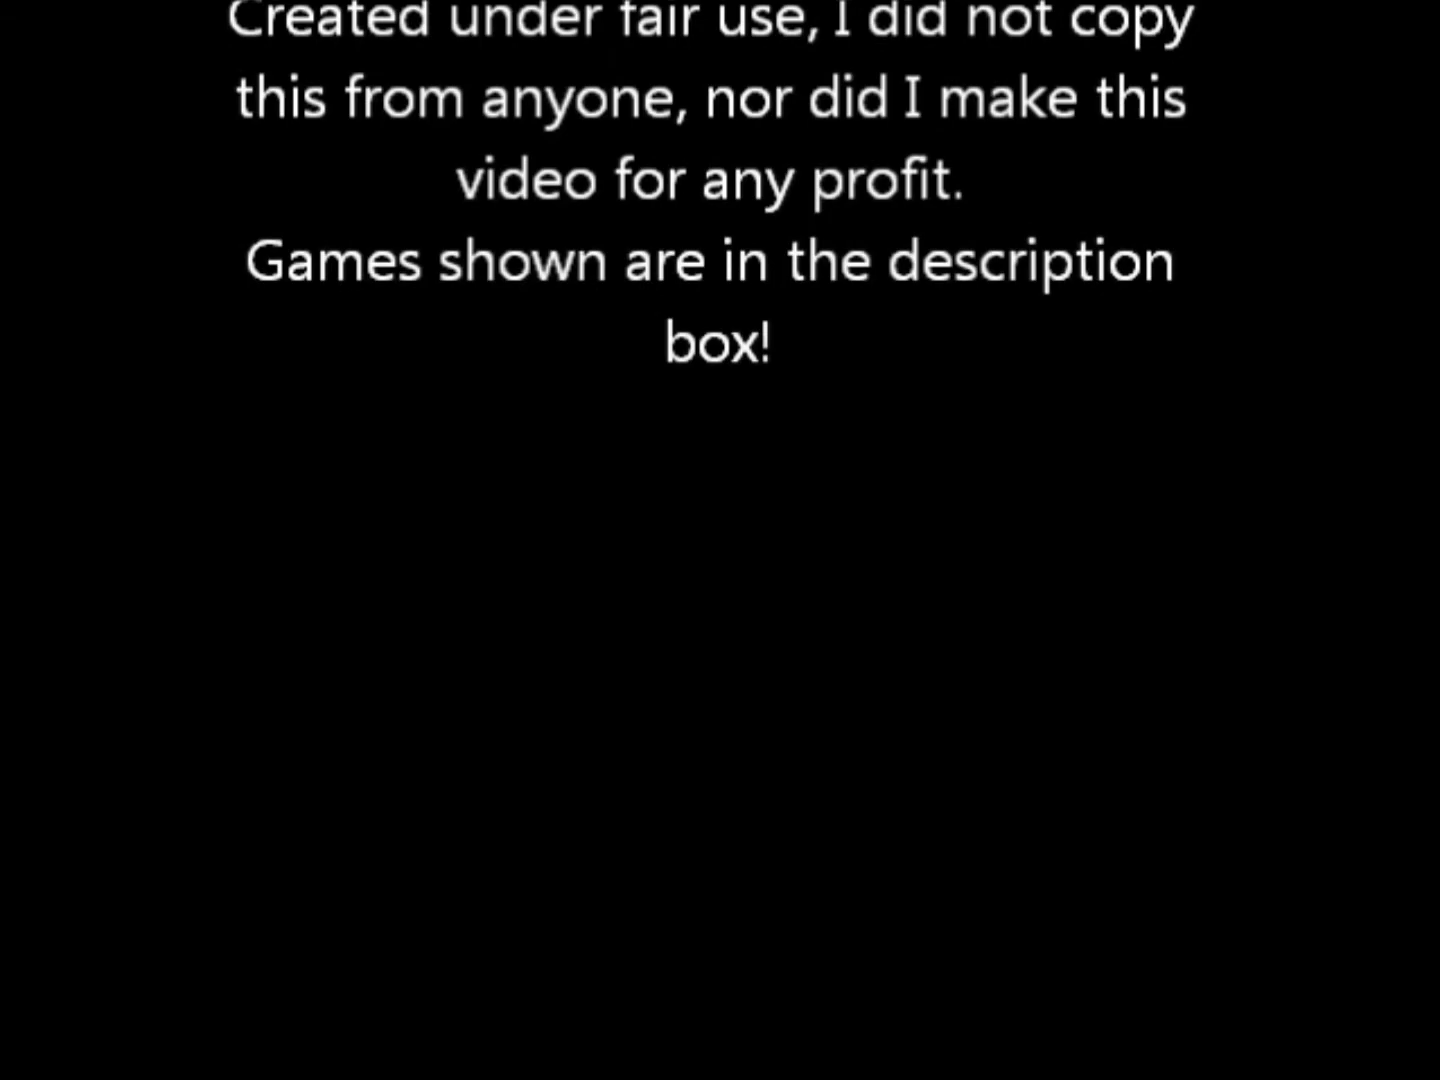 Created under fair use, I did not copy
this from anyone, nor did I make this
video for any profit.
Games shown are in the description
box!